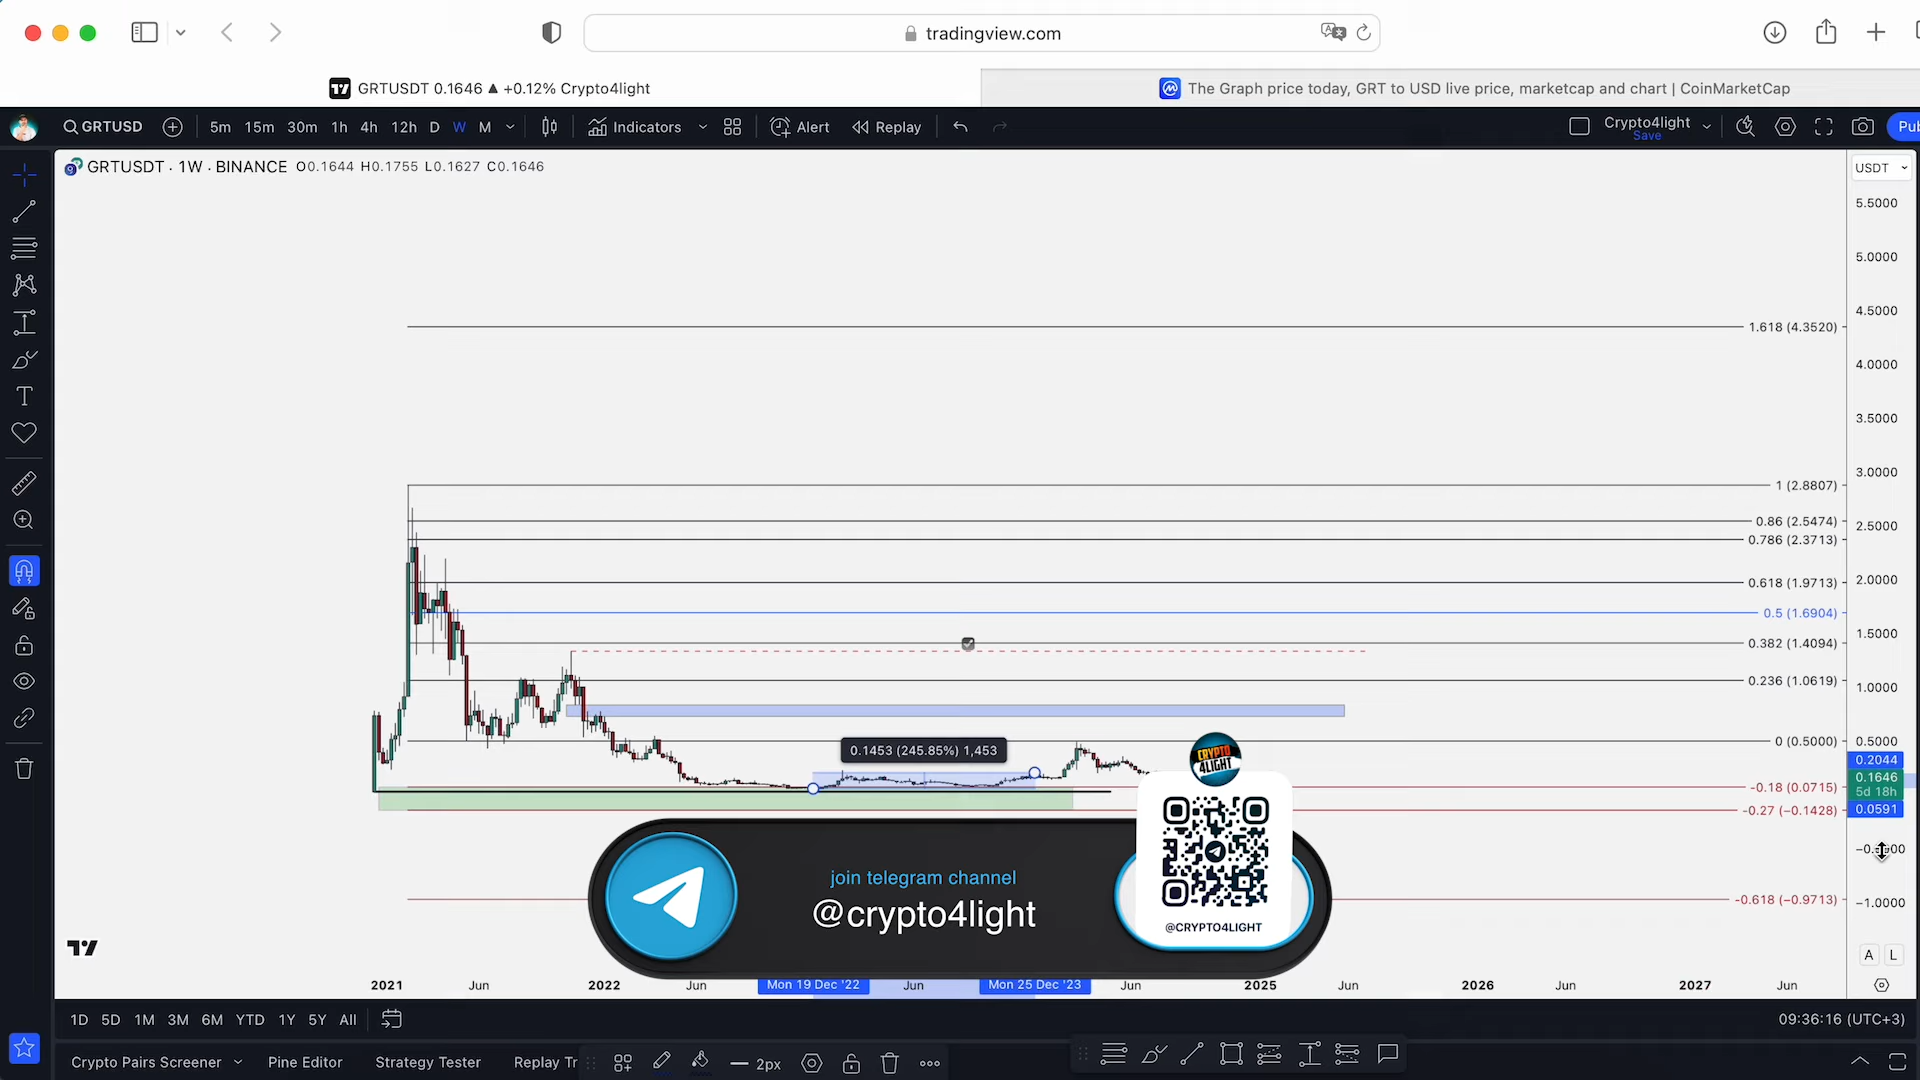 tradingview.com
GRTUSDT 0.1646 ▲ +0.12% Crypto4light
The Graph price today, GRT to USD live price, marketcap and chart | CoinMarketCap
GRTUSD 5m 15m 30m 1h 4h 12h D W M Indicators Alert Replay Crypto4light
Save
GRTUSDT · 1W · BINANCE O0.1644 H0.1755 L0.1627 C0.1646
USDT
5.5000
5.0000
4.5000
1.618 (4.3520)
4.0000
3.5000
3.0000
1 (2.8807)
0.86 (2.5474)
2.5000
0.786 (2.3713)
0.618 (1.9713)
2.0000
0.5 (1.6904)
1.5000
0.382 (1.4094)
0.236 (1.0619)
1.0000
0 (0.5000)
0.5000
0.1453 (245.85%) 1,453
CRYPTO
4LIGHT
0.2044
0.1646
5d 18h
-0.18 (0.0715)
-0.27 (−0.1428)
0.0591
join telegram channel
@crypto4light
@CRYPTO4LIGHT
-0.618 (−0.9713)
−1.0000
A L
2021 Jun 2022 Jun Mon 19 Dec '22 Jun Mon 25 Dec '23 Jun 2025 Jun 2026 Jun 2027 Jun
1D 5D 1M 3M 6M YTD 1Y 5Y All
09:36:16 (UTC+3)
Crypto Pairs Screener Pine Editor Strategy Tester Replay Tr 2px